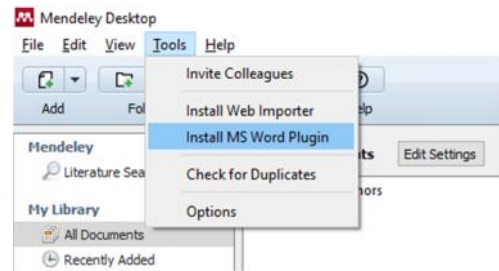 Mendeley Desktop
File Edit View Tools Help
Invite Colleagues
Install Web Importer
Install MS Word Plugin
Check for Duplicates
Options
Add
Edit Settings
Mendeley
Literature Sea
My Library
All Documents
Recently Added